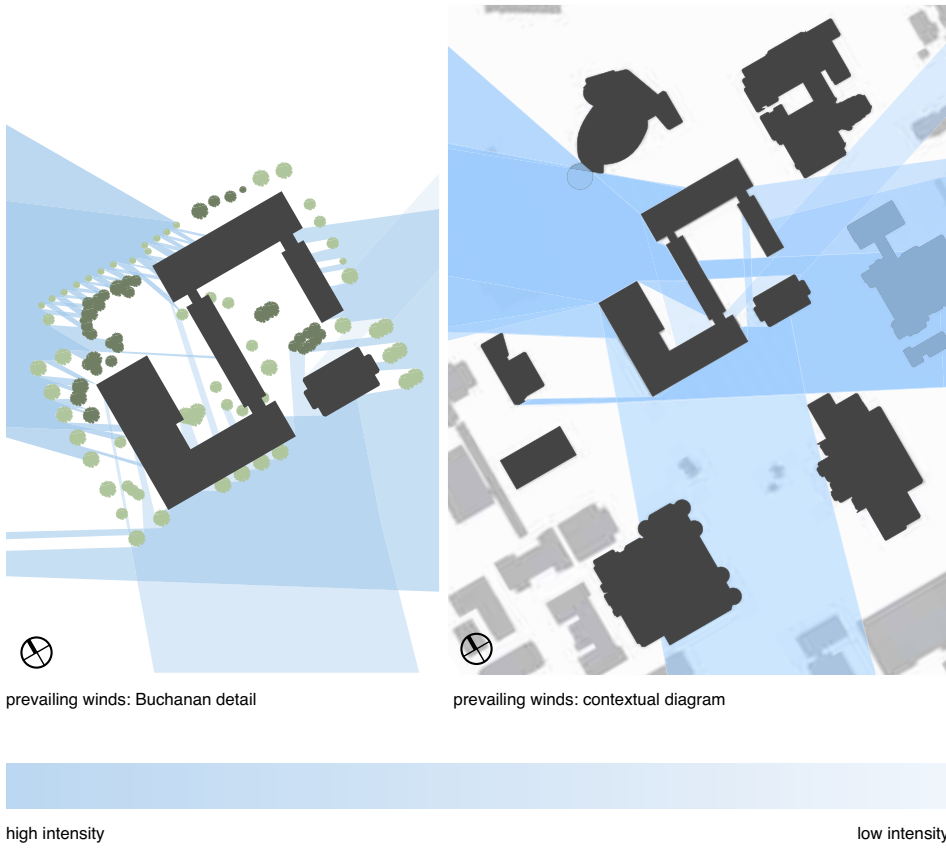 prevailing winds: Buchanan detail
prevailing winds: contextual diagram
high intensity
low intensity